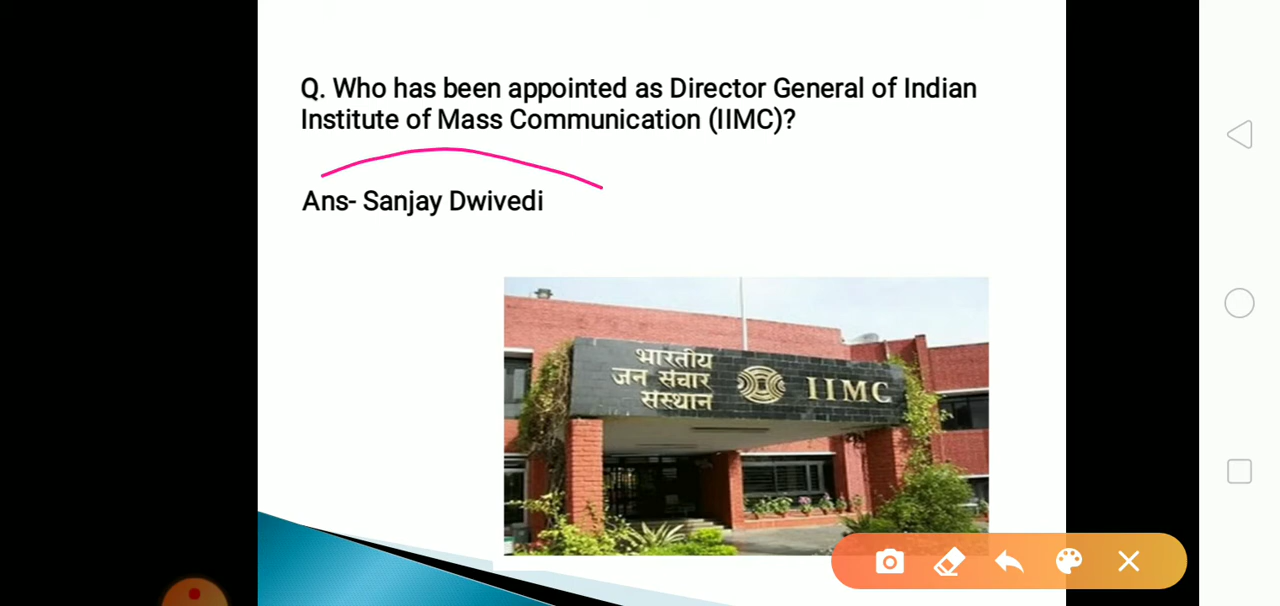 Q. Who has been appointed as Director General of Indian
Institute of Mass Communication (IIMC)?
Ans- Sanjay Dwivedi
भारतीय
जन संचार
संस्थान
IIMC